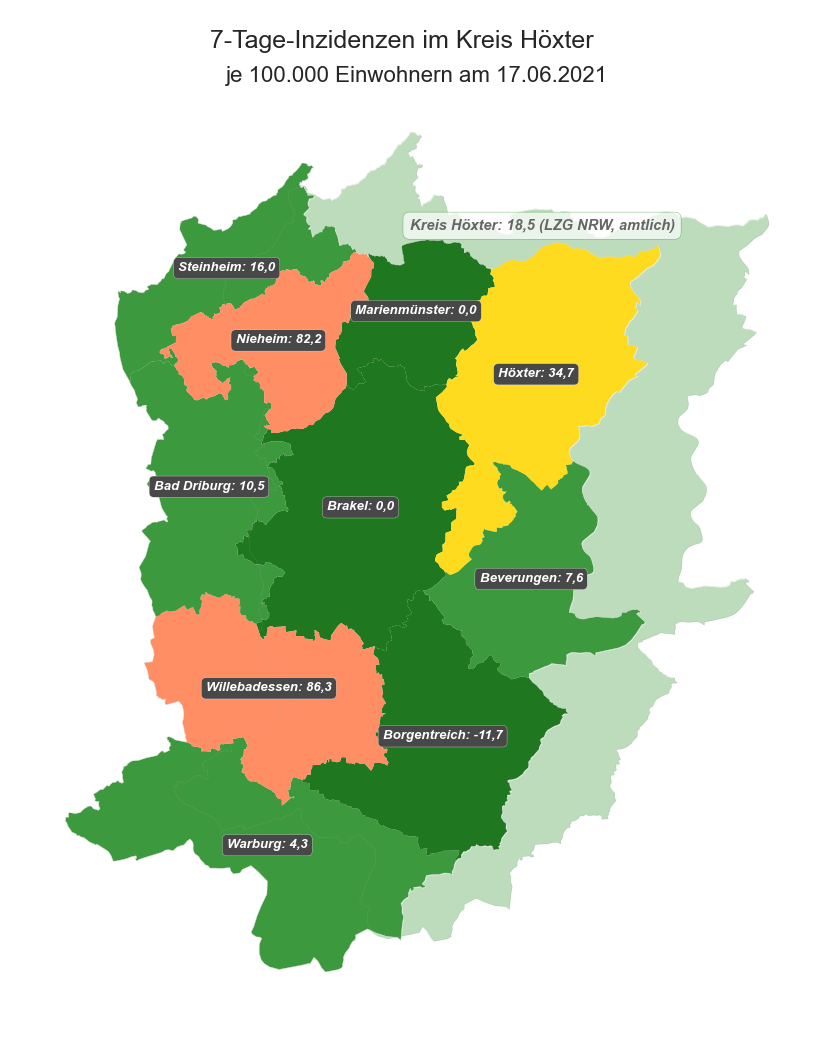 7-Tage-Inzidenzen im Kreis Höxter
je 100.000 Einwohnern am 17.06.2021
Kreis Höxter: 18,5 (LZG NRW, amtlich)
Steinheim: 16,0
Marienmünster: 0,0
Nieheim: 82,2
Höxter: 34,7
Bad Driburg: 10,5
Brakel: 0,0
Beverungen: 7,6
Willebadessen: 86,3
Borgentreich: -11,7
Warburg: 4,3